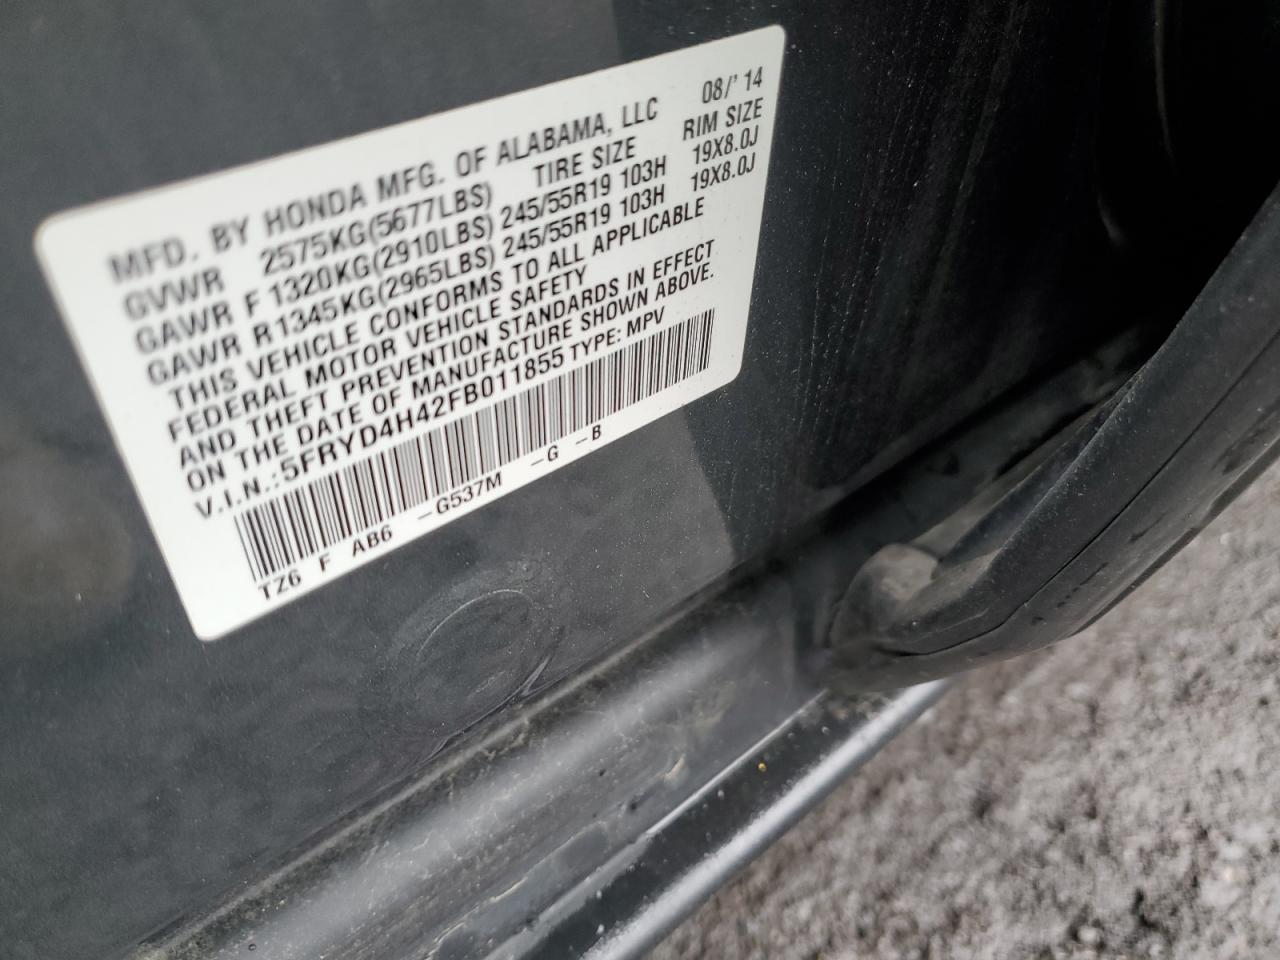 MFD. BY HONDA MFG. OF ALABAMA, LLC 08/'14
GVWR 2575KG(5677LBS) TIRE SIZE RIM SIZE
GAWR F 1320KG(2910LBS) 245/55R19 103H 19X8.0J
GAWR R1345KG(2965LBS) 245/55R19 103H 19X8.0J
THIS VEHICLE CONFORMS TO ALL APPLICABLE
FEDERAL MOTOR VEHICLE SAFETY
AND THEFT PREVENTION STANDARDS IN EFFECT
ON THE DATE OF MANUFACTURE SHOWN ABOVE.
V.I.N.:5FRYD4H42FB011855 TYPE: MPV
TZ6 F AB6 -G537M -G -B